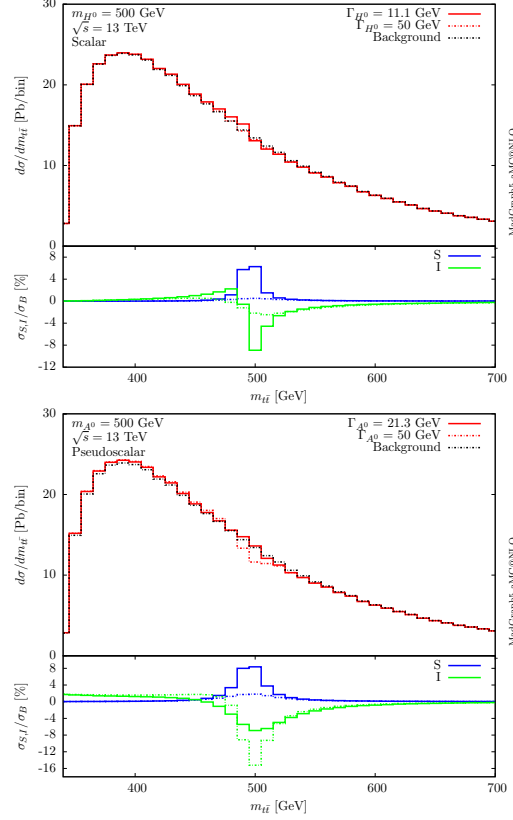 m_{H^0} = 500 GeV
√s = 13 TeV
Scalar
Γ_{H^0} = 11.1 GeV
Γ_{H^0} = 50 GeV
Background
30
20
10
0
dσ/dm_{tt̄} [Pb/bin]
MadGraph5_aMC@NLO
S
I
8
4
0
-4
-8
-12
σ_{S,I}/σ_B [%]
400 500 600 700
m_{tt̄} [GeV]
m_{A^0} = 500 GeV
√s = 13 TeV
Pseudoscalar
Γ_{A^0} = 21.3 GeV
Γ_{A^0} = 50 GeV
Background
30
20
10
0
dσ/dm_{tt̄} [Pb/bin]
MadGraph5_aMC@NLO
S
I
8
4
0
-4
-8
-12
-16
σ_{S,I}/σ_B [%]
400 500 600 700
m_{tt̄} [GeV]